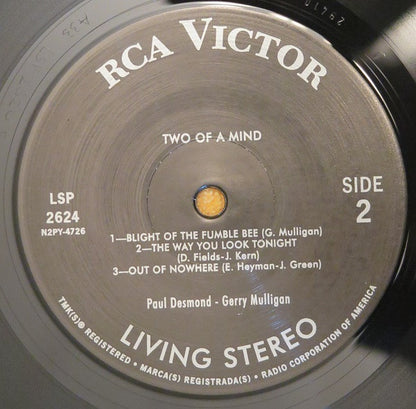 RCA VICTOR
TWO OF A MIND
LSP
2624
N2PY-4726
SIDE
2
1—BLIGHT OF THE FUMBLE BEE (G. Mulligan)
2—THE WAY YOU LOOK TONIGHT
(D. Fields-J. Kern)
3—OUT OF NOWHERE (E. Heyman-J. Green)
Paul Desmond - Gerry Mulligan
LIVING STEREO
TMK(S)® REGISTERED • MARCA(S) REGISTRADA(S) • RADIO CORPORATION OF AMERICA